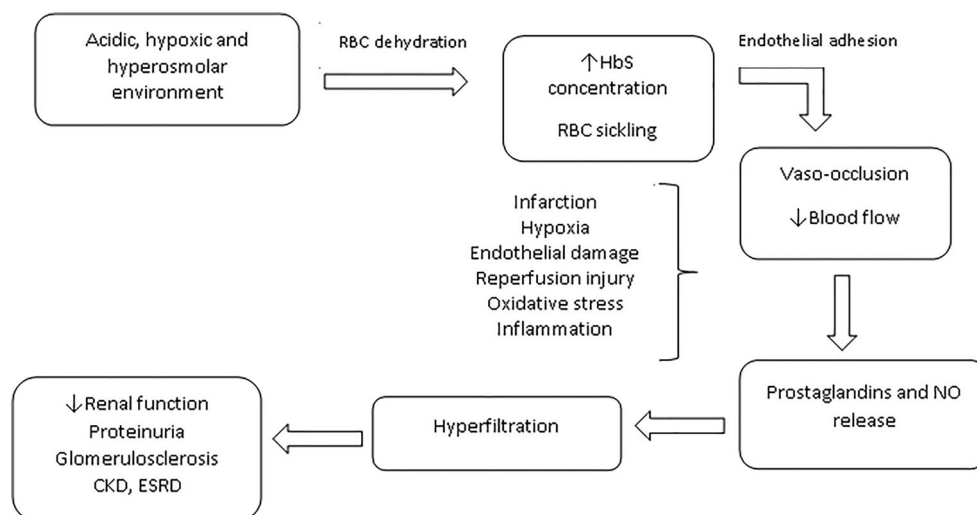 Acidic, hypoxic and
hyperosmolar
environment
RBC dehydration
↑HbS
concentration
RBC sickling
Endothelial adhesion
Vaso-occlusion
↓Blood flow
Infarction
Hypoxia
Endothelial damage
Reperfusion injury
Oxidative stress
Inflammation
Prostaglandins and NO
release
Hyperfiltration
↓Renal function
Proteinuria
Glomerulosclerosis
CKD, ESRD